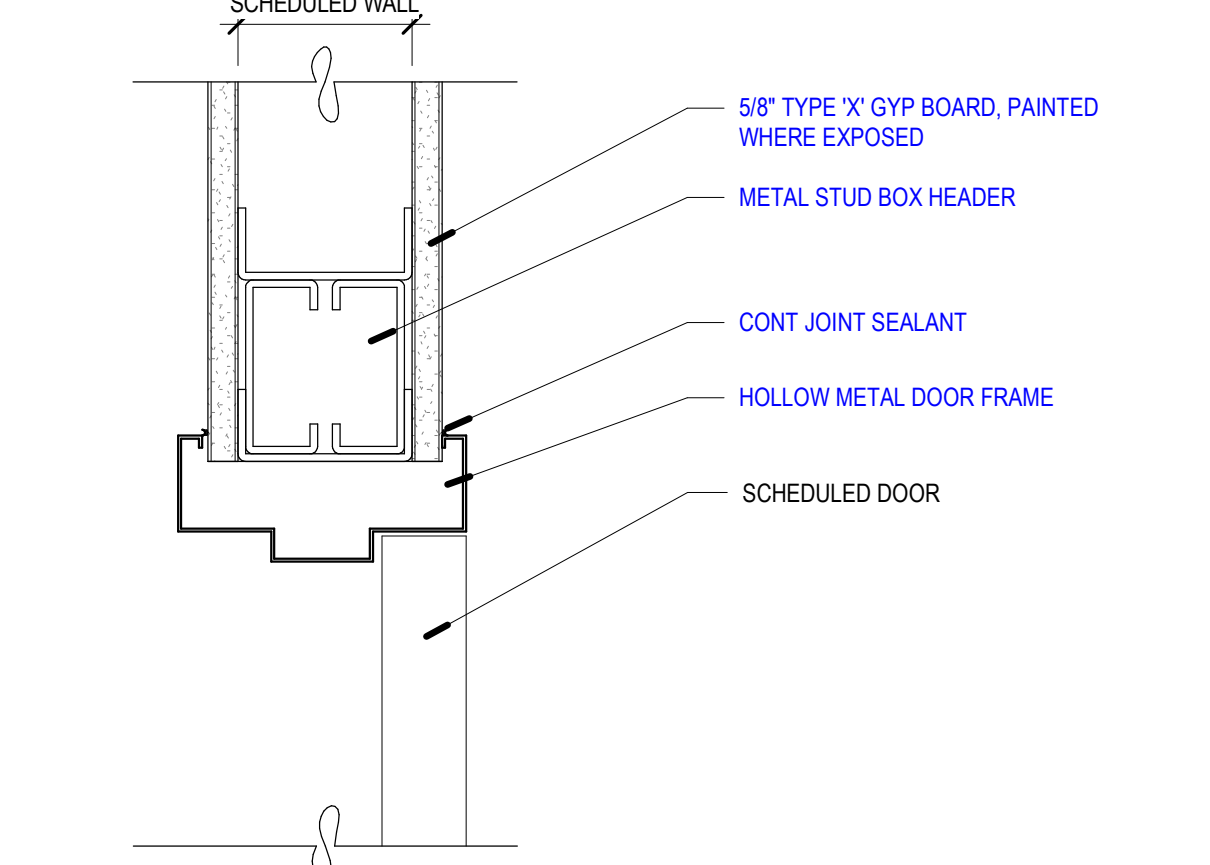 SCHEDULED WALL
5/8" TYPE 'X' GYP BOARD, PAINTED
WHERE EXPOSED
METAL STUD BOX HEADER
CONT JOINT SEALANT
HOLLOW METAL DOOR FRAME
SCHEDULED DOOR